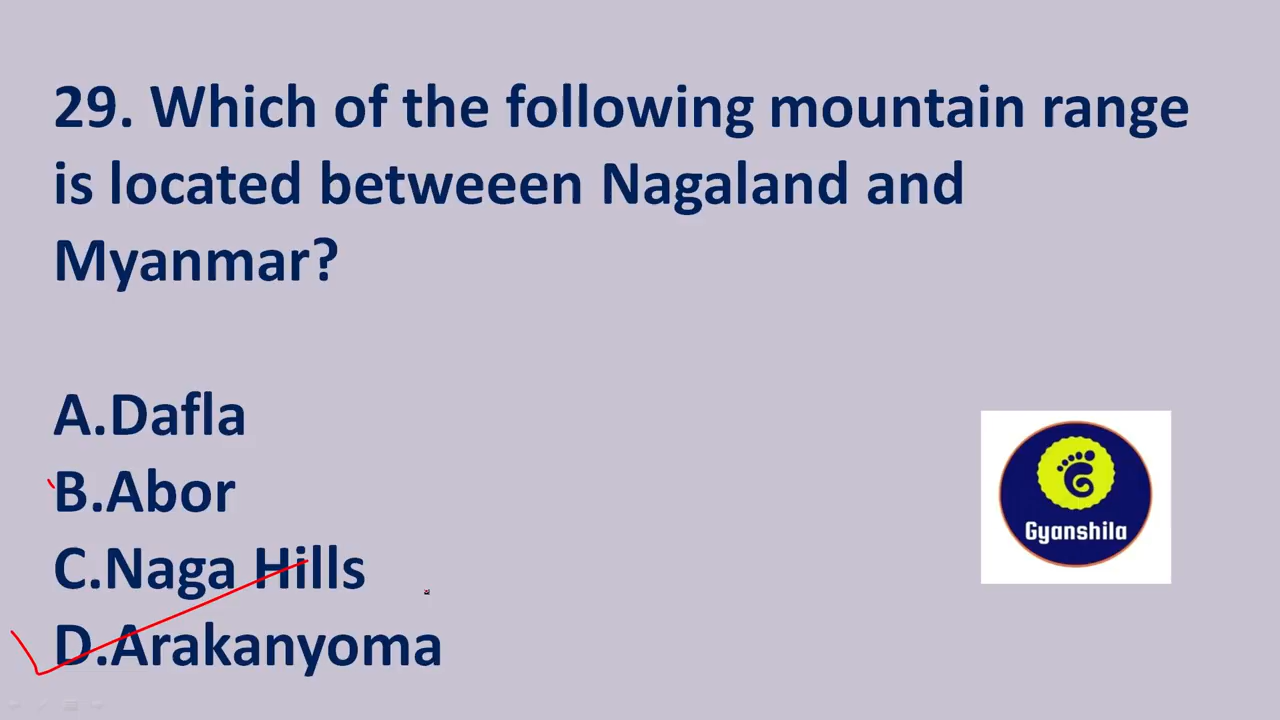 29. Which of the following mountain range
is located betweeen Nagaland and
Myanmar?
A.Dafla
B.Abor
C.Naga Hills
D.Arakanyoma
Gyanshila